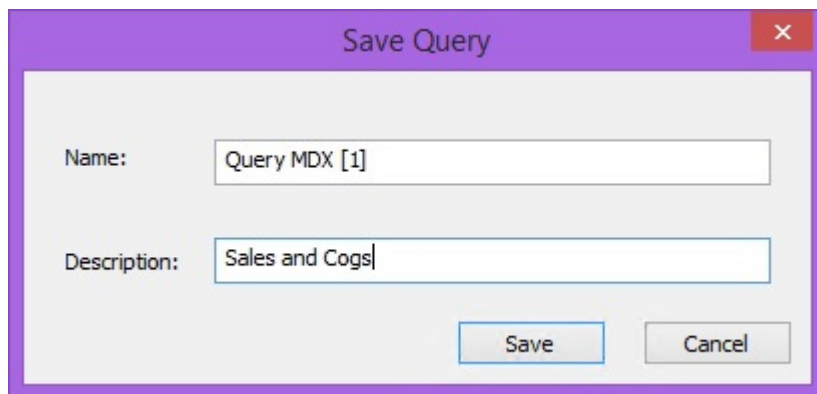 Save Query
Name: Query MDX [1]
Description: Sales and Cogs
Save Cancel